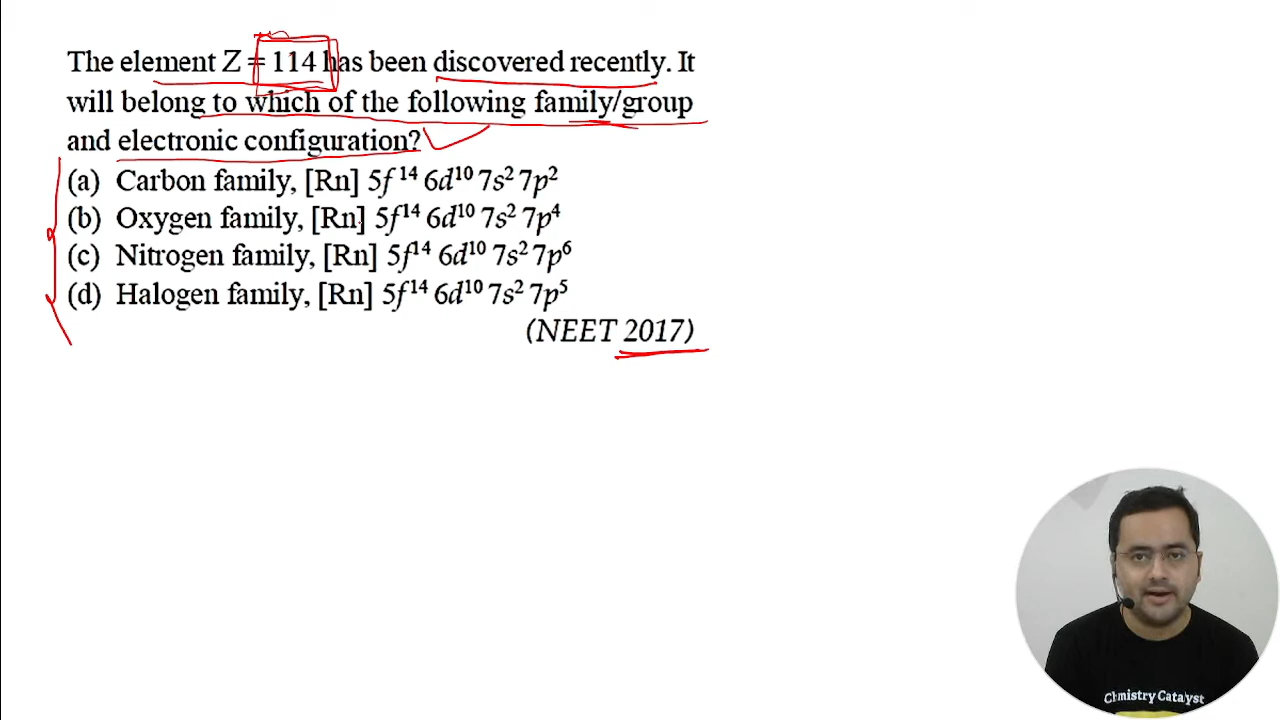 The element Z = 114 has been discovered recently. It
will belong to which of the following family/group
and electronic configuration?
(a) Carbon family, [Rn] 5f¹⁴ 6d¹⁰ 7s² 7p²
(b) Oxygen family, [Rn] 5f¹⁴ 6d¹⁰ 7s² 7p⁴
(c) Nitrogen family, [Rn] 5f¹⁴ 6d¹⁰ 7s² 7p⁶
(d) Halogen family, [Rn] 5f¹⁴ 6d¹⁰ 7s² 7p⁵
(NEET 2017)
Chemistry Catalyst